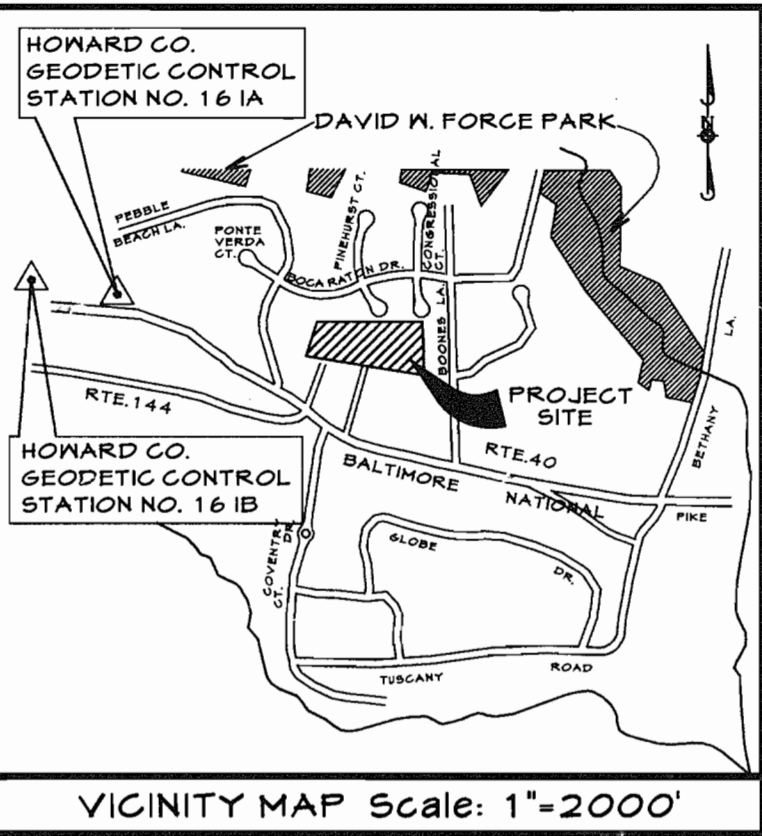 HOWARD CO.
GEODETIC CONTROL
STATION NO. 16 IA
DAVID W. FORCE PARK
N
PEBBLE
BEACH LA.
PONTE
VERDA
CT.
PINEHURST CT.
CONGRESSIONAL
CT.
BOCA RATON DR.
BOONES LA.
LA.
BETHANY
PROJECT
SITE
RTE. 144
RTE. 40
HOWARD CO.
GEODETIC CONTROL
STATION NO. 16 IB
BALTIMORE
NATIONAL
PIKE
COVENTRY
CT.
DR.
GLOBE
DR.
TUSCANY
ROAD
VICINITY MAP Scale: 1"=2000'